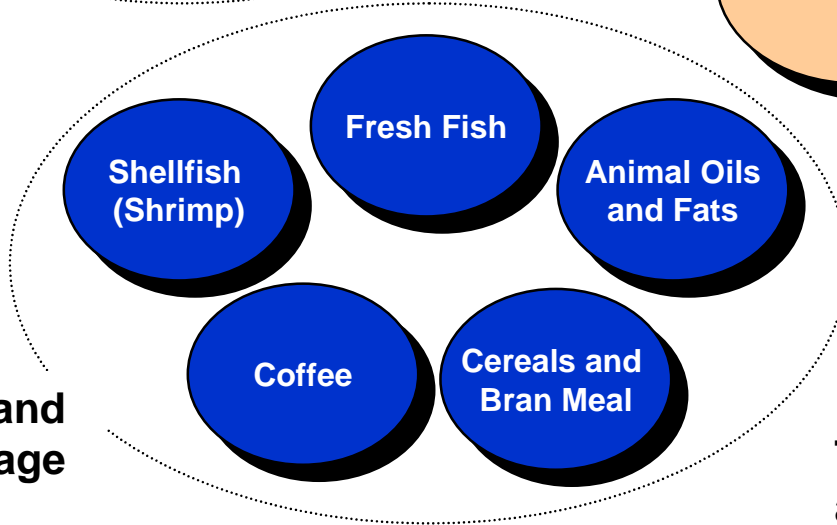 Fresh Fish
Shellfish
(Shrimp)
Animal Oils
and Fats
Coffee
Cereals and
Bran Meal
and
age